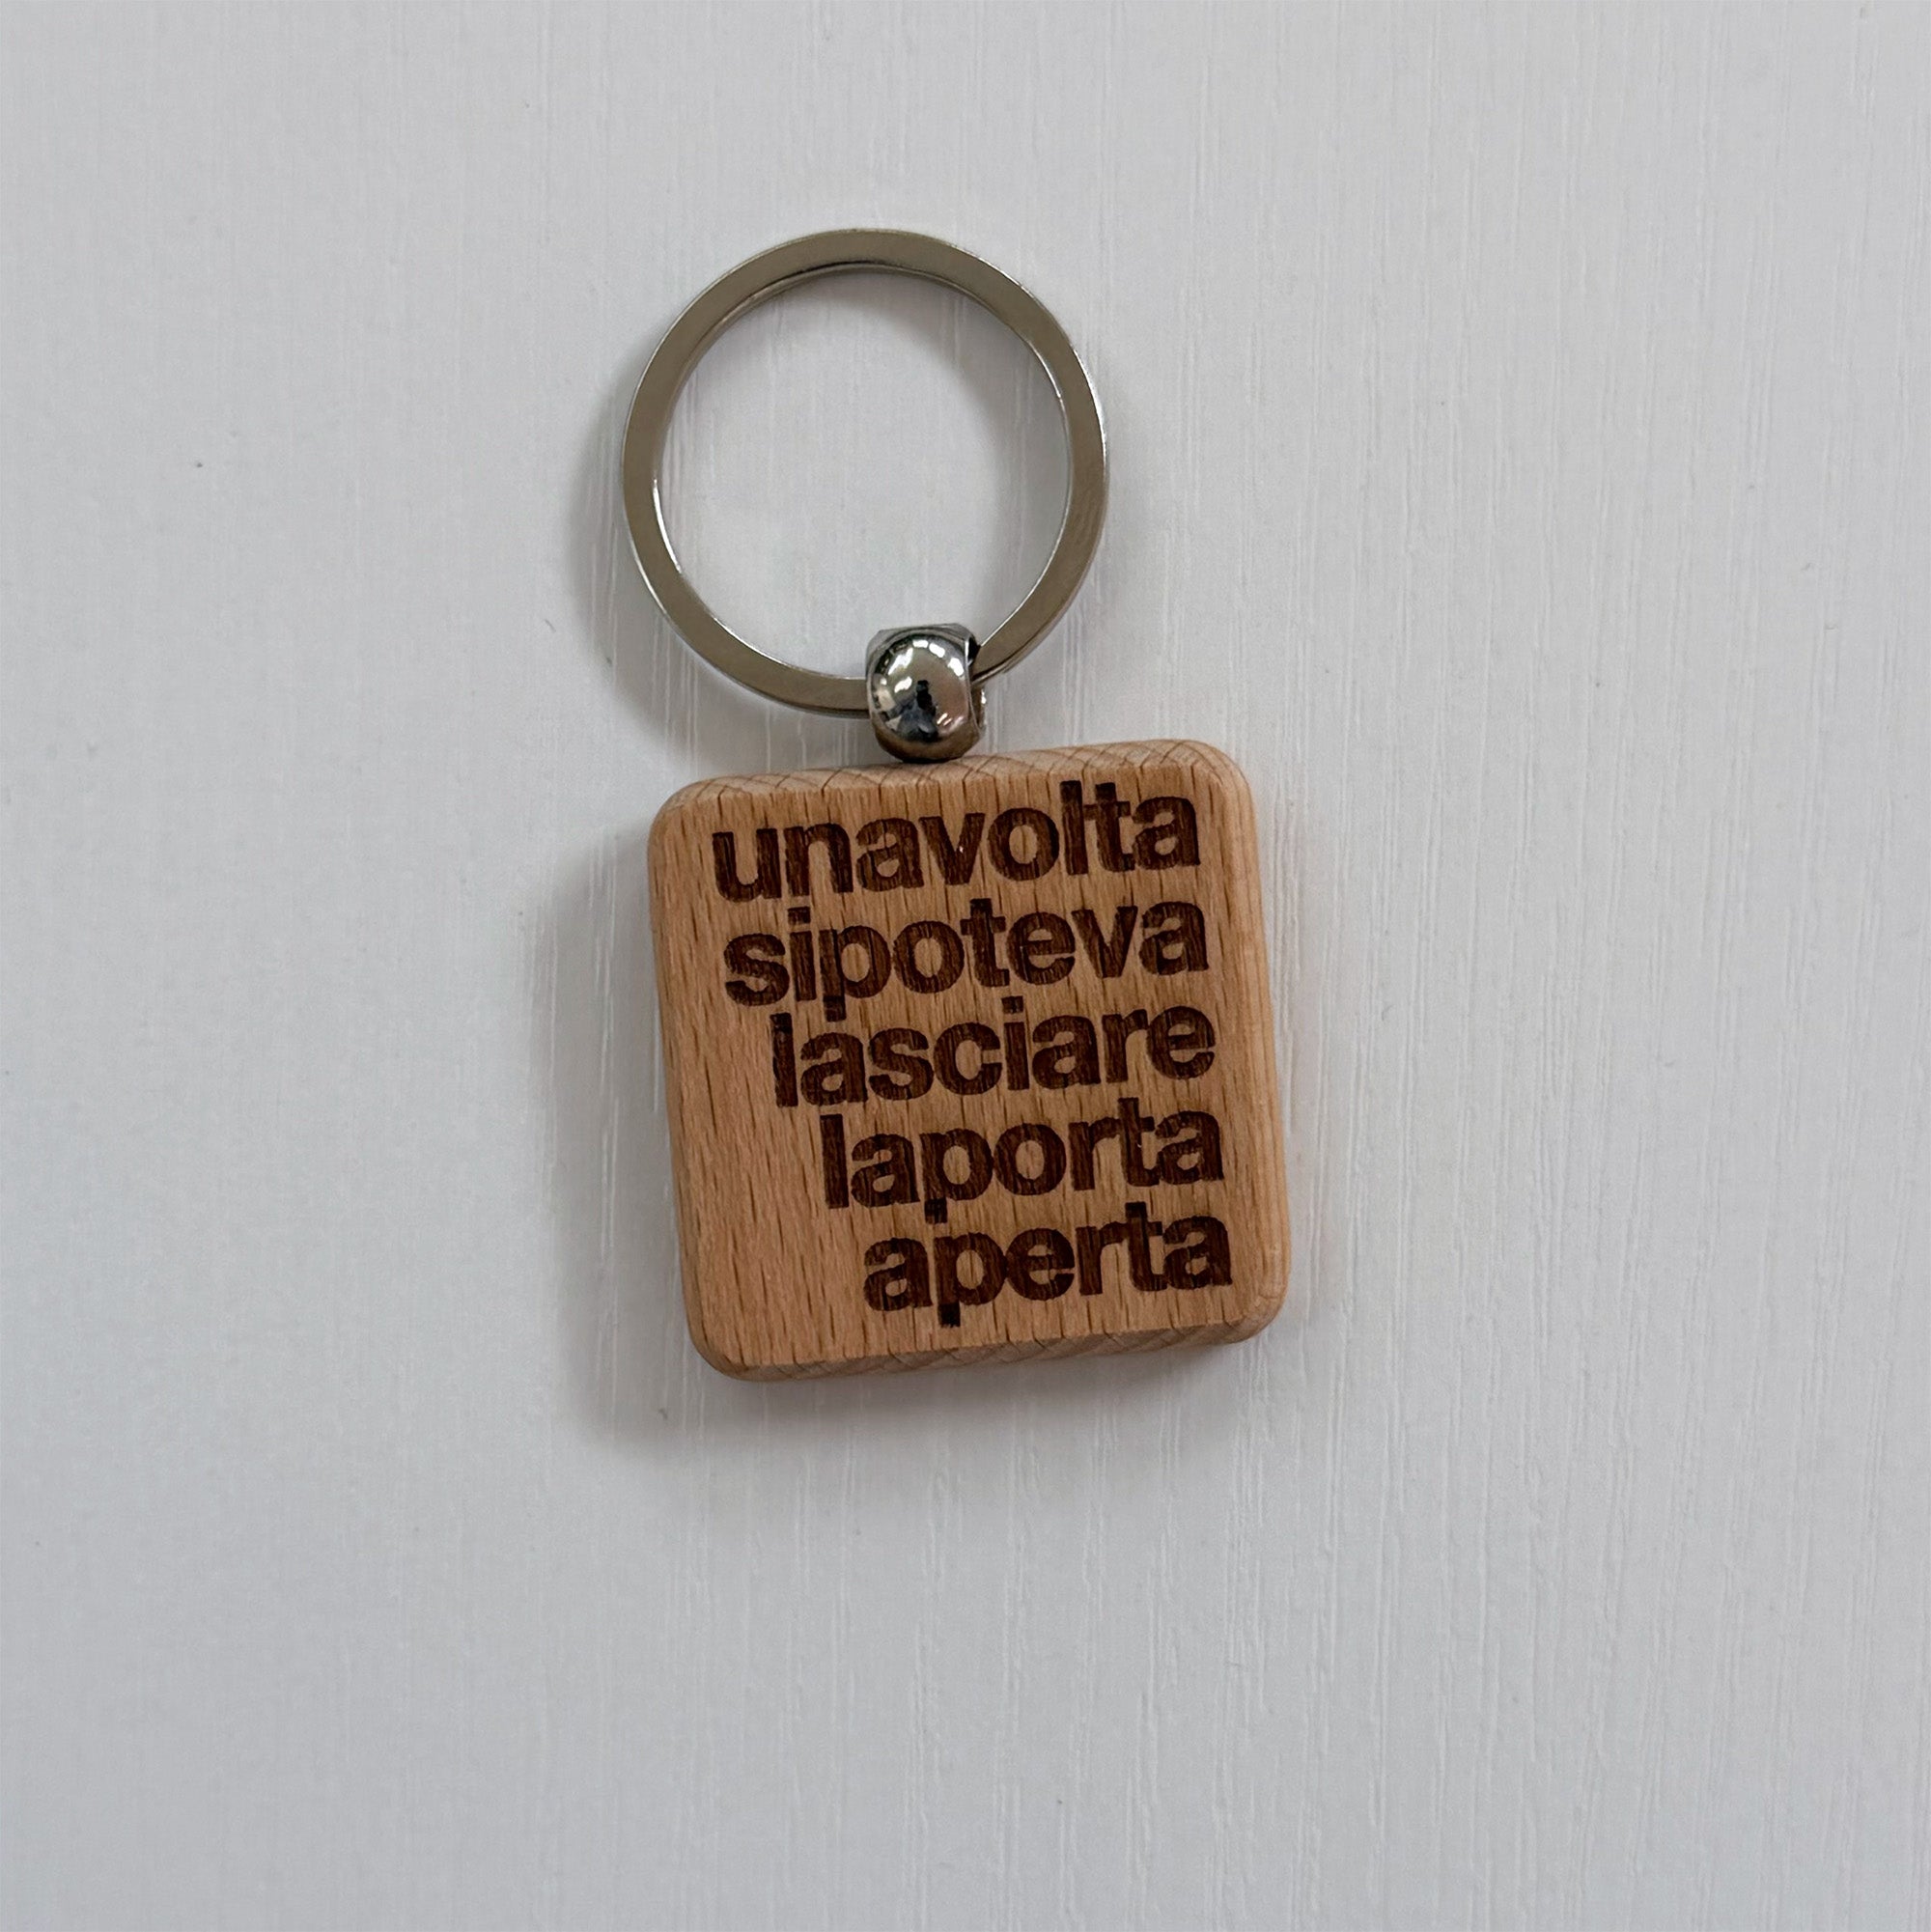 unavolta
sipoteva
lasciare
laporta
aperta